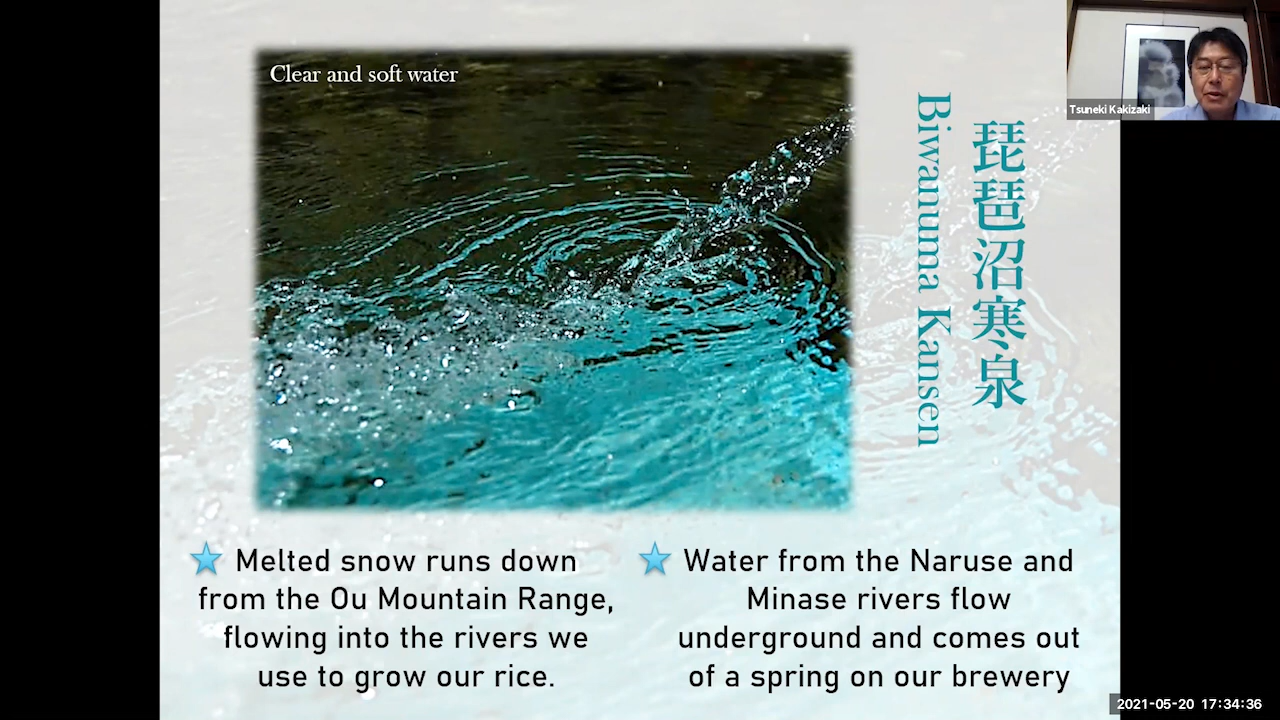 Clear and soft water
琵琶沼寒泉
Biwanuma Kansen
Tsuneki Kakizaki
Melted snow runs down
from the Ou Mountain Range,
flowing into the rivers we
use to grow our rice.
Water from the Naruse and
Minase rivers flow
underground and comes out
of a spring on our brewery
2021-05-20 17:34:36